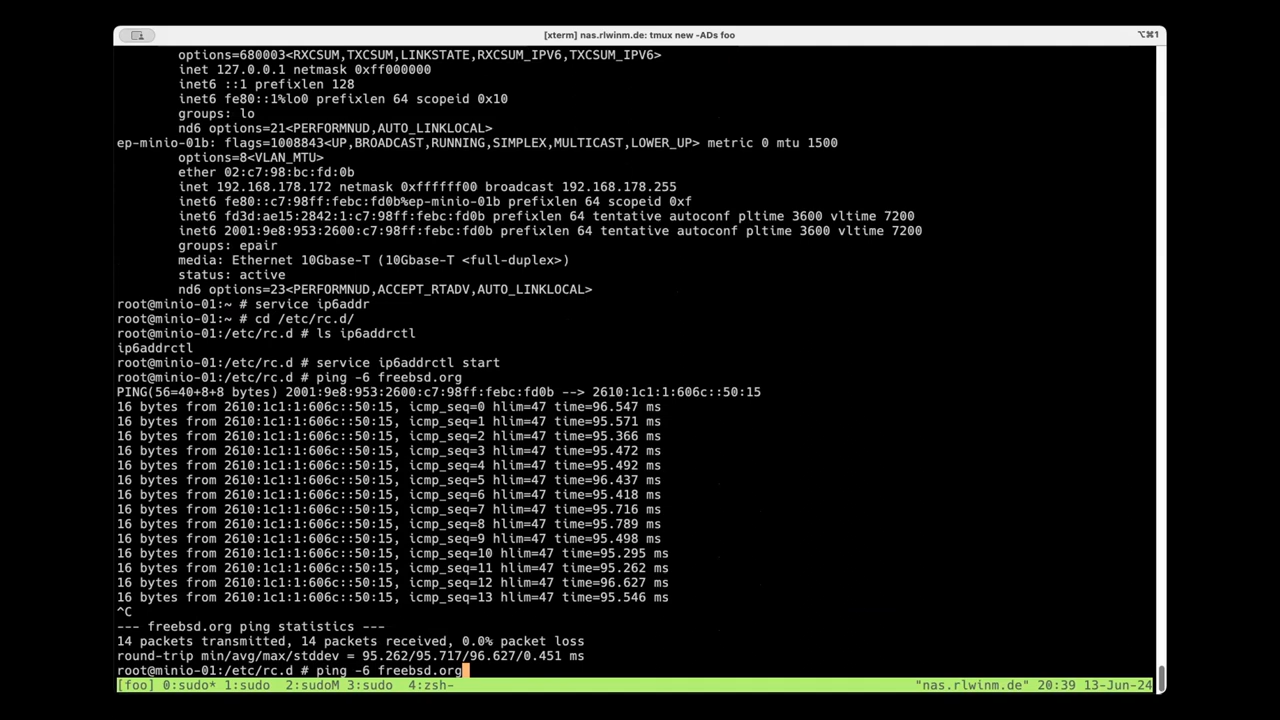 [xterm] nas.rlwinm.de: tmux new -ADs foo
⌥⌘1
options=680003<RXCSUM,TXCSUM,LINKSTATE,RXCSUM_IPV6,TXCSUM_IPV6>
inet 127.0.0.1 netmask 0xff000000
inet6 ::1 prefixlen 128
inet6 fe80::1%lo0 prefixlen 64 scopeid 0x10
groups: lo
nd6 options=21<PERFORMNUD,AUTO_LINKLOCAL>
ep-minio-01b: flags=1008843<UP,BROADCAST,RUNNING,SIMPLEX,MULTICAST,LOWER_UP> metric 0 mtu 1500
options=8<VLAN_MTU>
ether 02:c7:98:bc:fd:0b
inet 192.168.178.172 netmask 0xffffff00 broadcast 192.168.178.255
inet6 fe80::c7:98ff:febc:fd0b%ep-minio-01b prefixlen 64 scopeid 0xf
inet6 fd3d:ae15:2842:1:c7:98ff:febc:fd0b prefixlen 64 tentative autoconf pltime 3600 vltime 7200
inet6 2001:9e8:953:2600:c7:98ff:febc:fd0b prefixlen 64 tentative autoconf pltime 3600 vltime 7200
groups: epair
media: Ethernet 10Gbase-T (10Gbase-T <full-duplex>)
status: active
nd6 options=23<PERFORMNUD,ACCEPT_RTADV,AUTO_LINKLOCAL>
root@minio-01:~ # service ip6addr
root@minio-01:~ # cd /etc/rc.d/
root@minio-01:/etc/rc.d # ls ip6addrctl
ip6addrctl
root@minio-01:/etc/rc.d # service ip6addrctl start
root@minio-01:/etc/rc.d # ping -6 freebsd.org
PING(56=40+8+8 bytes) 2001:9e8:953:2600:c7:98ff:febc:fd0b --> 2610:1c1:1:606c::50:15
16 bytes from 2610:1c1:1:606c::50:15, icmp_seq=0 hlim=47 time=96.547 ms
16 bytes from 2610:1c1:1:606c::50:15, icmp_seq=1 hlim=47 time=95.571 ms
16 bytes from 2610:1c1:1:606c::50:15, icmp_seq=2 hlim=47 time=95.366 ms
16 bytes from 2610:1c1:1:606c::50:15, icmp_seq=3 hlim=47 time=95.472 ms
16 bytes from 2610:1c1:1:606c::50:15, icmp_seq=4 hlim=47 time=95.492 ms
16 bytes from 2610:1c1:1:606c::50:15, icmp_seq=5 hlim=47 time=96.437 ms
16 bytes from 2610:1c1:1:606c::50:15, icmp_seq=6 hlim=47 time=95.418 ms
16 bytes from 2610:1c1:1:606c::50:15, icmp_seq=7 hlim=47 time=95.716 ms
16 bytes from 2610:1c1:1:606c::50:15, icmp_seq=8 hlim=47 time=95.789 ms
16 bytes from 2610:1c1:1:606c::50:15, icmp_seq=9 hlim=47 time=95.498 ms
16 bytes from 2610:1c1:1:606c::50:15, icmp_seq=10 hlim=47 time=95.295 ms
16 bytes from 2610:1c1:1:606c::50:15, icmp_seq=11 hlim=47 time=95.262 ms
16 bytes from 2610:1c1:1:606c::50:15, icmp_seq=12 hlim=47 time=96.627 ms
16 bytes from 2610:1c1:1:606c::50:15, icmp_seq=13 hlim=47 time=95.546 ms
^C
--- freebsd.org ping statistics ---
14 packets transmitted, 14 packets received, 0.0% packet loss
round-trip min/avg/max/stddev = 95.262/95.717/96.627/0.451 ms
root@minio-01:/etc/rc.d # ping -6 freebsd.org
[foo] 0:sudo* 1:sudo  2:sudoM 3:sudo  4:zsh- "nas.rlwinm.de" 20:39 13-Jun-24